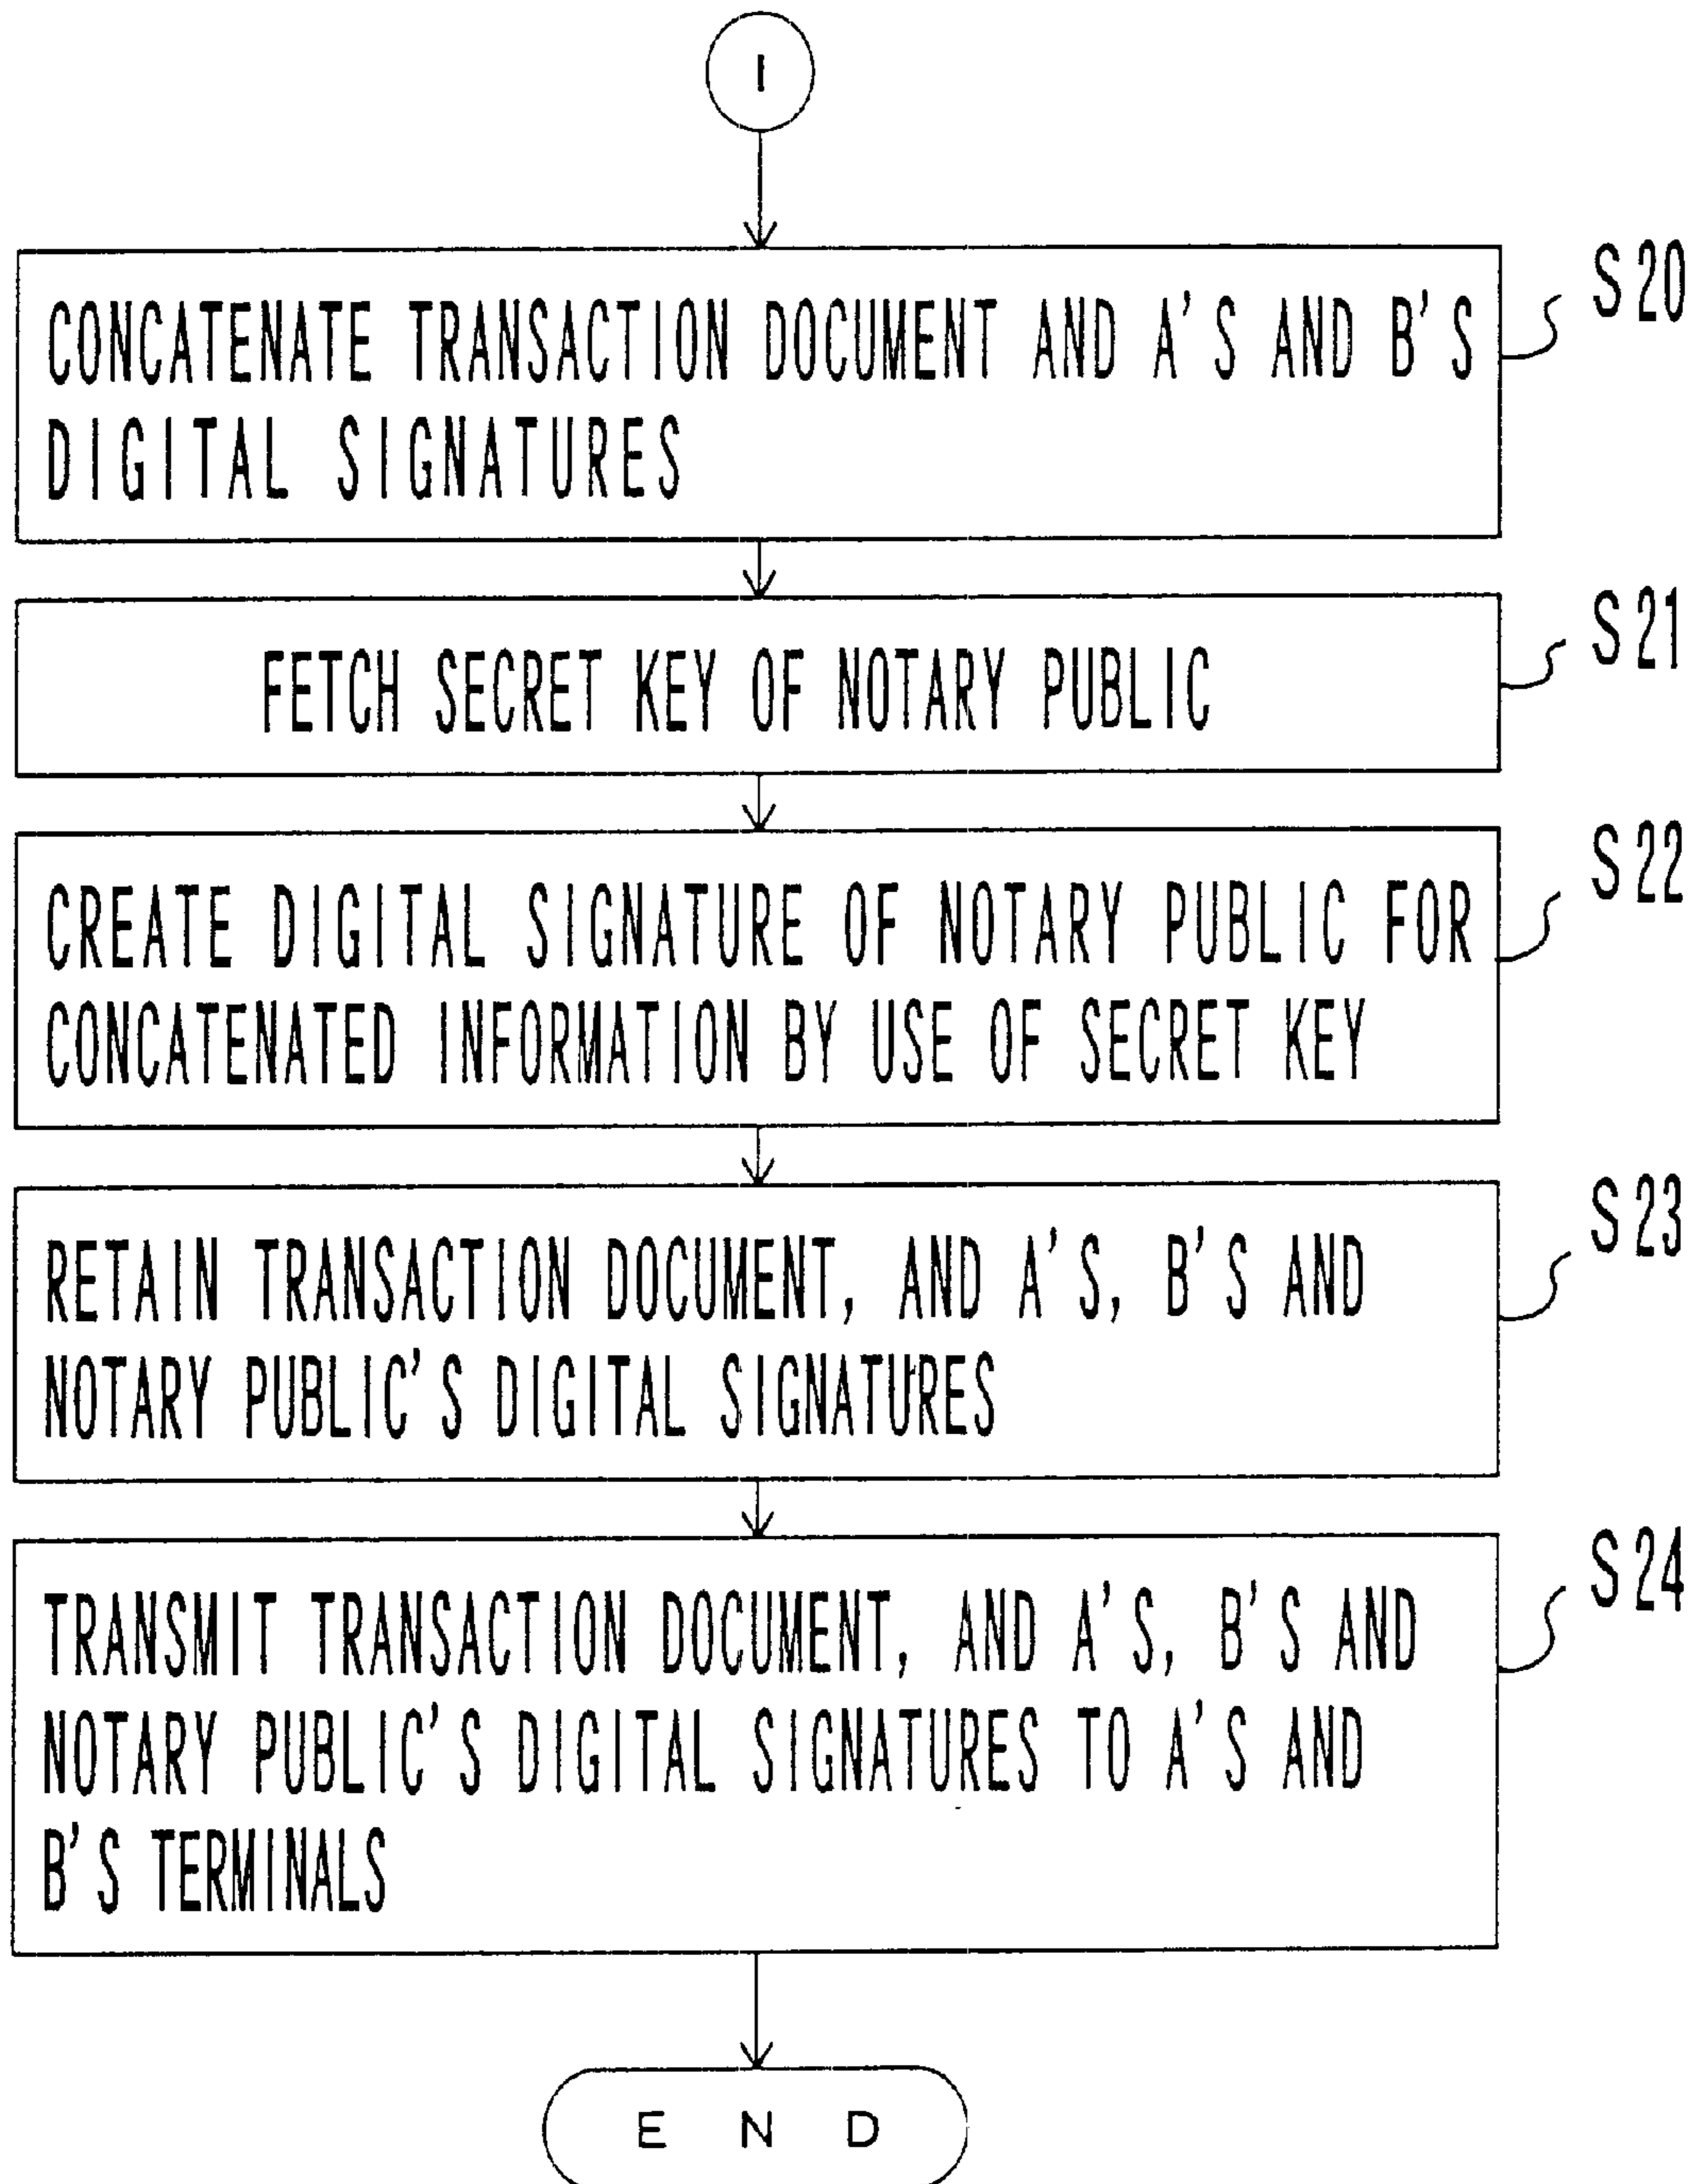 1
S20
CONCATENATE TRANSACTION DOCUMENT AND A'S AND B'S
DIGITAL SIGNATURES
S21
FETCH SECRET KEY OF NOTARY PUBLIC
S22
CREATE DIGITAL SIGNATURE OF NOTARY PUBLIC FOR
CONCATENATED INFORMATION BY USE OF SECRET KEY
S23
RETAIN TRANSACTION DOCUMENT, AND A'S, B'S AND
NOTARY PUBLIC'S DIGITAL SIGNATURES
S24
TRANSMIT TRANSACTION DOCUMENT, AND A'S, B'S AND
NOTARY PUBLIC'S DIGITAL SIGNATURES TO A'S AND
B'S TERMINALS
END